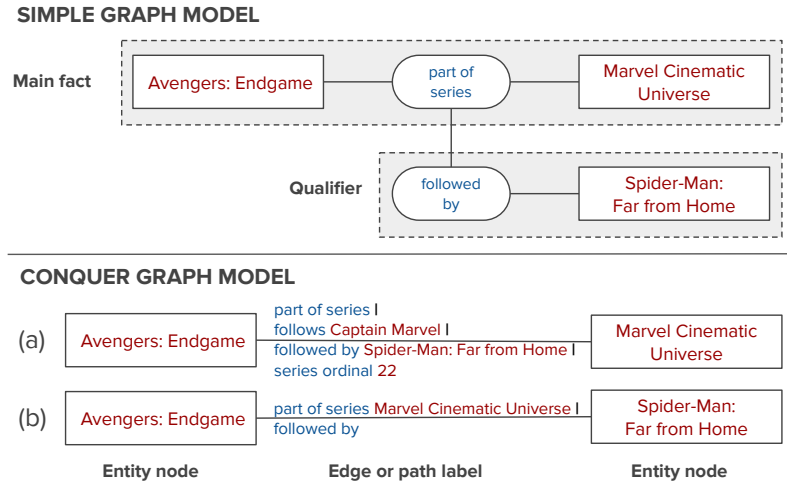 SIMPLE GRAPH MODEL
Main fact
Avengers: Endgame
part of
series
Marvel Cinematic
Universe
Qualifier
followed
by
Spider-Man:
Far from Home
CONQUER GRAPH MODEL
(a)
Avengers: Endgame
part of series |
follows Captain Marvel |
followed by Spider-Man: Far from Home |
series ordinal 22
Marvel Cinematic
Universe
(b)
Avengers: Endgame
part of series Marvel Cinematic Universe |
followed by
Spider-Man:
Far from Home
Entity node
Edge or path label
Entity node